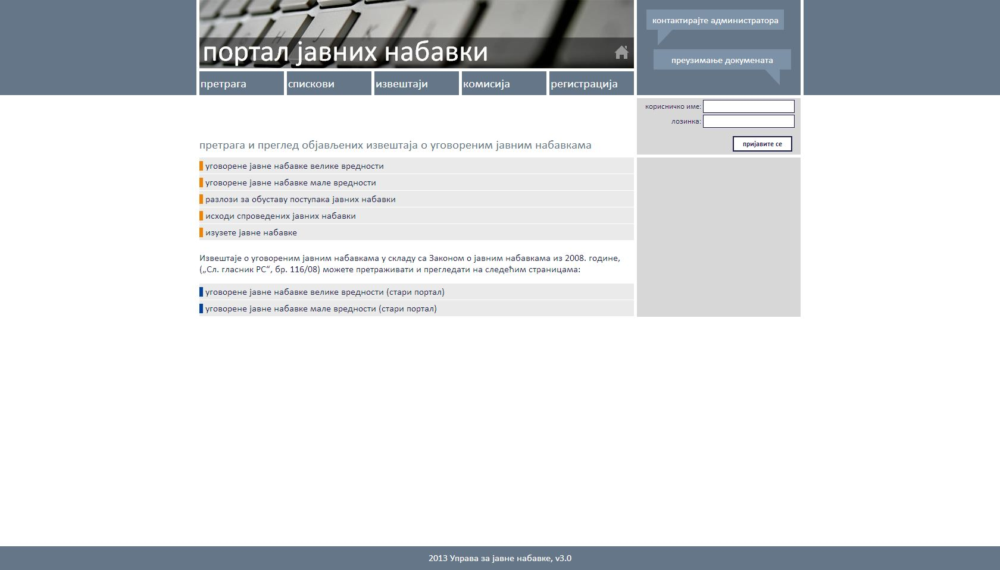 портал јавних набавки
контактирајте администратора
преузимање докумената
претрага
спискови
извештаји
комисија
регистрација
корисничко име:
лозинка:
пријавите се
претрага и преглед објављених извештаја о уговореним јавним набавкама
уговорене јавне набавке велике вредности
уговорене јавне набавке мале вредности
разлози за обуставу поступака јавних набавки
исходи спроведених јавних набавки
изузете јавне набавке
Извештаје о уговореним јавним набавкама у складу са Законом о јавним набавкама из 2008. године,
(„Сл. гласник РС“, бр. 116/08) можете претраживати и прегледати на следећим страницама:
уговорене јавне набавке велике вредности (стари портал)
уговорене јавне набавке мале вредности (стари портал)
2013 Управа за јавне набавке, v3.0